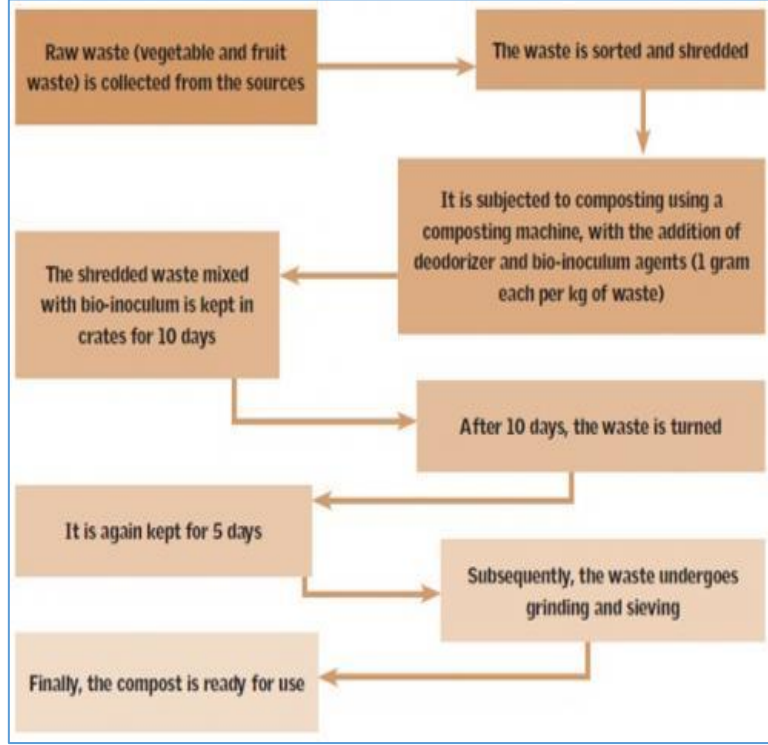 Raw waste (vegetable and fruit
waste) is collected from the sources
The waste is sorted and shredded
It is subjected to composting using a
composting machine, with the addition of
deodorizer and bio-inoculum agents (1 gram
each per kg of waste)
The shredded waste mixed
with bio-inoculum is kept in
crates for 10 days
After 10 days, the waste is turned
It is again kept for 5 days
Subsequently, the waste undergoes
grinding and sieving
Finally, the compost is ready for use